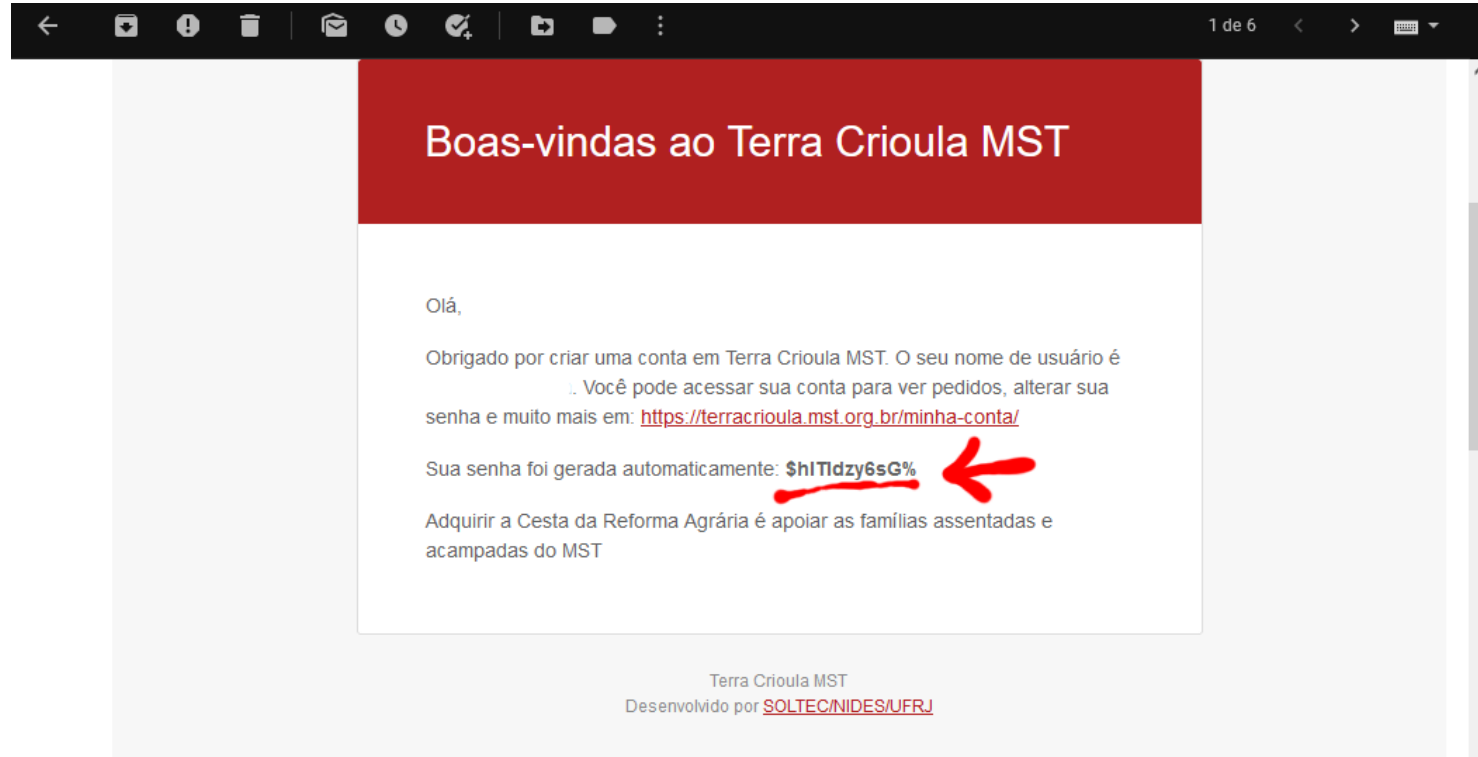 1 de 6
Boas-vindas ao Terra Crioula MST
Olá,
Obrigado por criar uma conta em Terra Crioula MST. O seu nome de usuário é
. Você pode acessar sua conta para ver pedidos, alterar sua
senha e muito mais em: https://terracrioula.mst.org.br/minha-conta/
Sua senha foi gerada automaticamente:
Adquirir a Cesta da Reforma Agrária é apoiar as famílias assentadas e
acampadas do MST
Terra Crioula MST
Desenvolvido por SOLTEC/NIDES/UFRJ